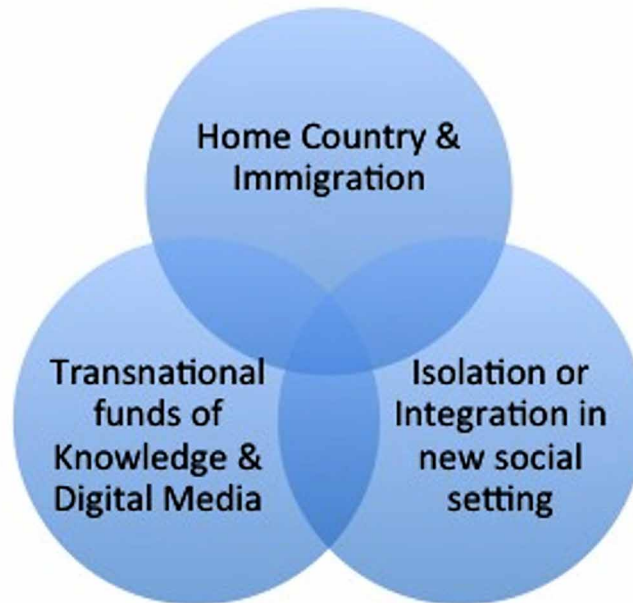 Home Country &
Immigration
Transnational
funds of
Knowledge &
Digital Media
Isolation or
Integration in
new social
setting